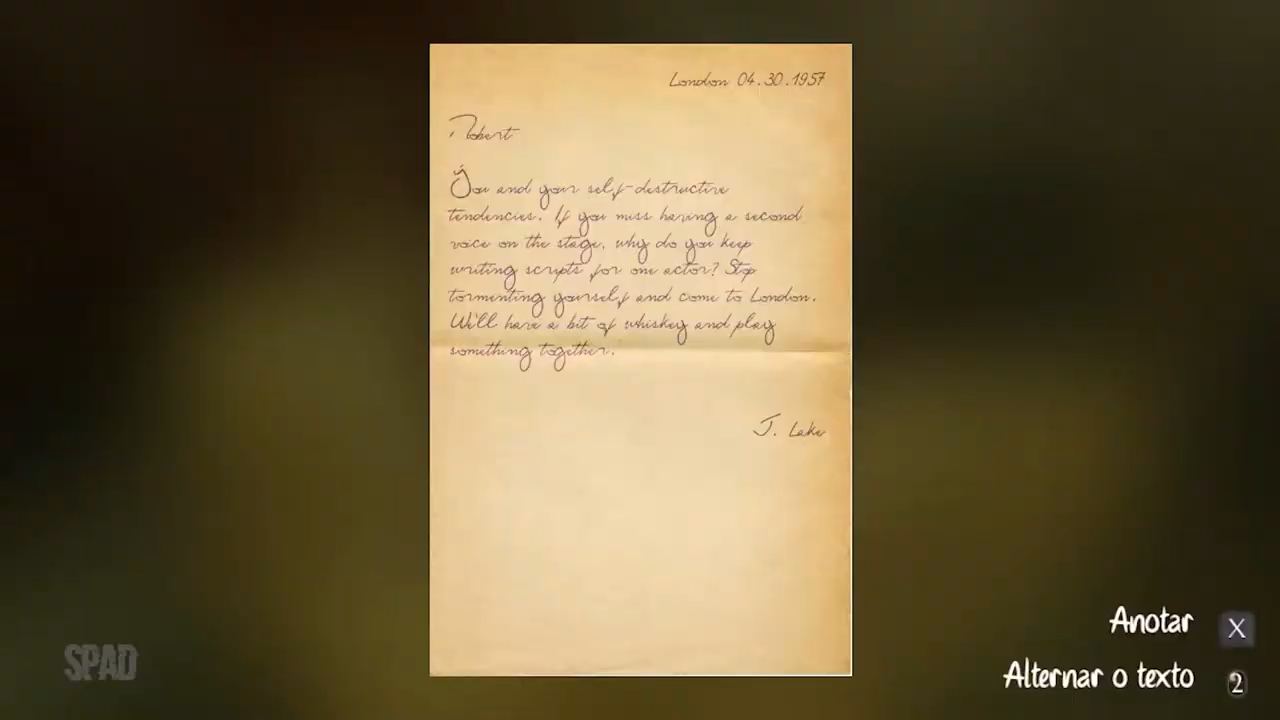 London 04.30.1957
Robert
You and your self-destructive
tendencies. If you miss having a second
voice on the stage, why do you keep
writing scripts for one actor? Stop
tormenting yourself and come to London.
We'll have a bit of whiskey and play
something together.
J. Lake
Anotar X
Alternar o texto 2
SPAD